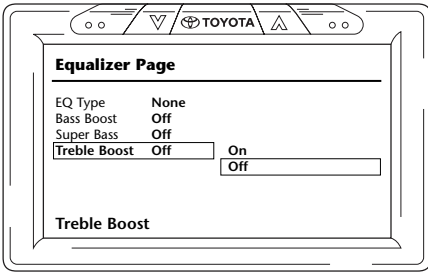 TOYOTA
Equalizer Page
EQ Type None
Bass Boost Off
Super Bass Off
Treble Boost Off On
Off
Treble Boost